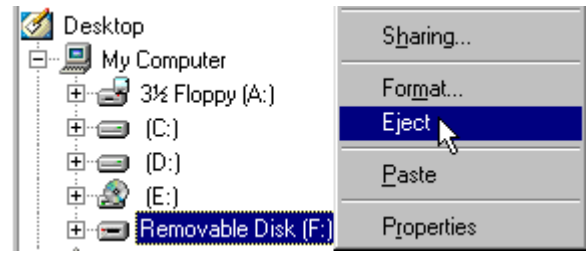 Desktop
My Computer
3½ Floppy (A:)
(C:)
(D:)
(E:)
Removable Disk (F:)
Sharing...
Format...
Eject
Paste
Properties